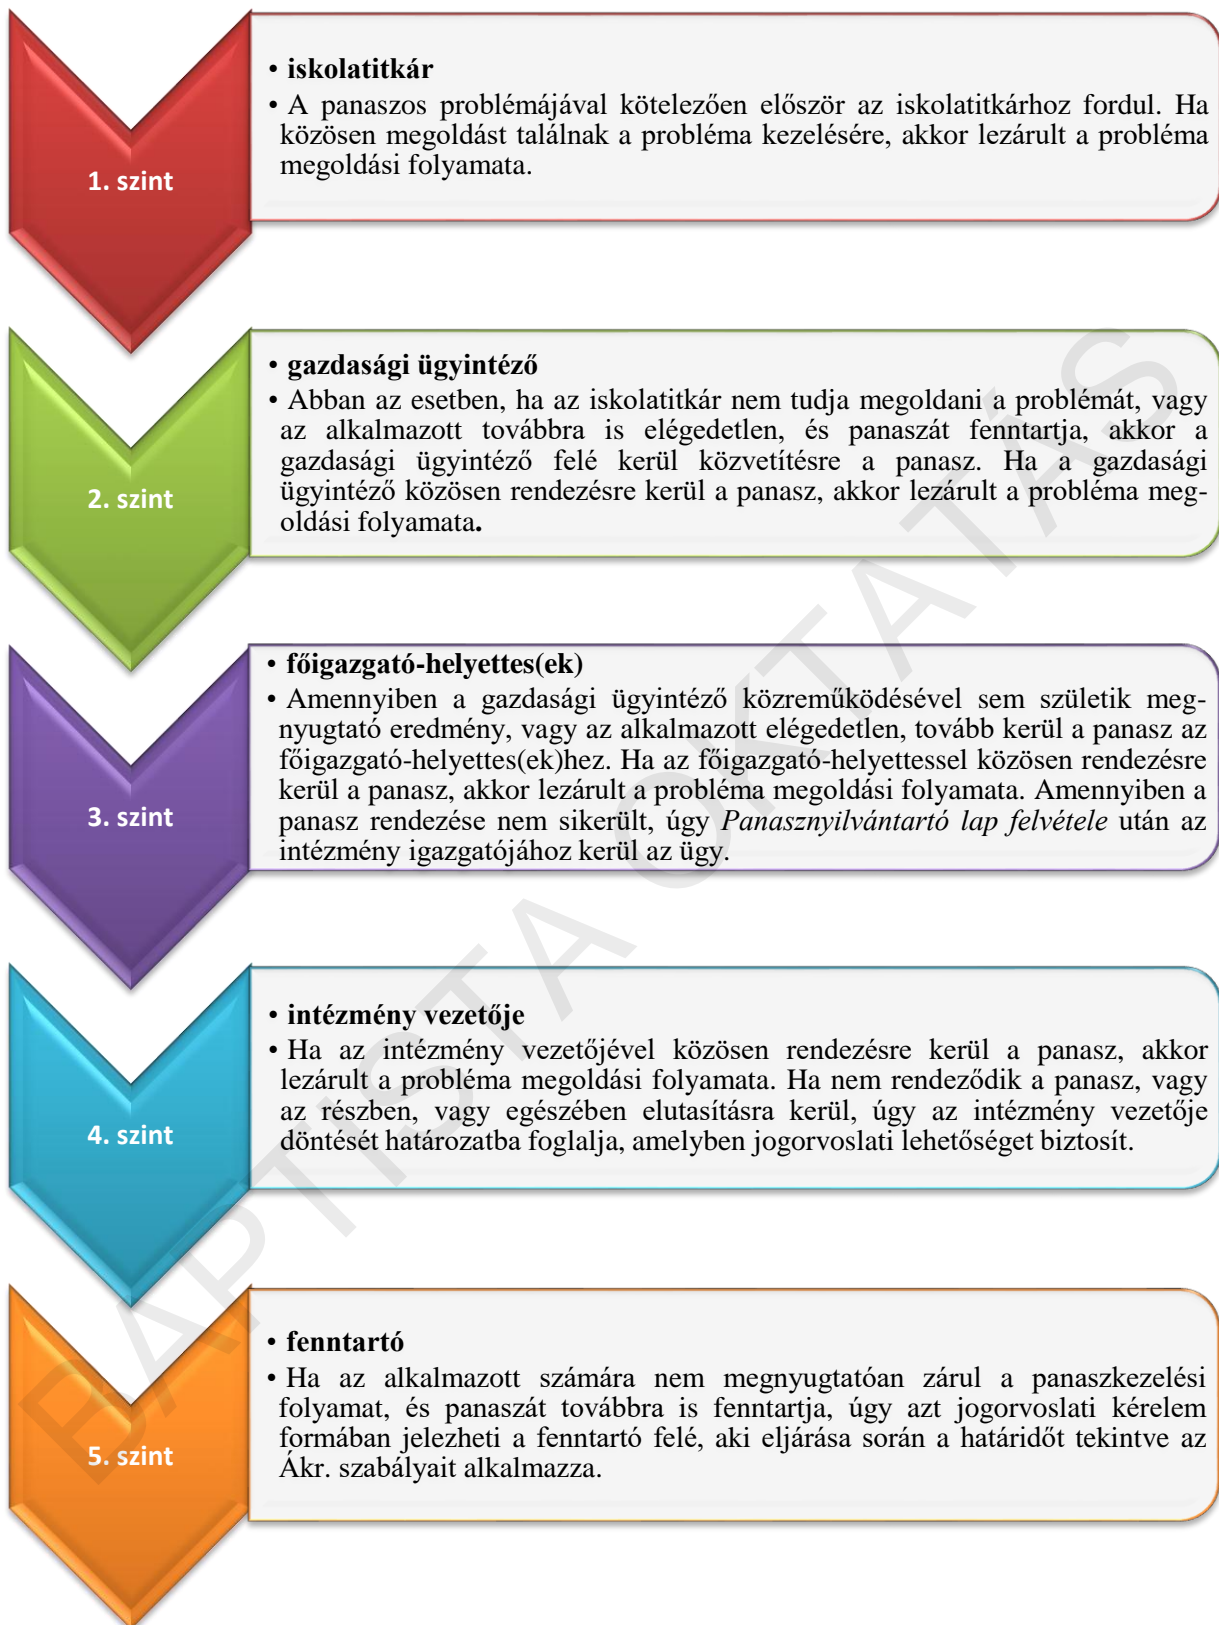 1. szint
• iskolatitkár
• A panaszos problémájával kötelezően először az iskolatitkárhoz fordul. Ha
közösen megoldást találnak a probléma kezelésére, akkor lezárult a probléma
megoldási folyamata.
2. szint
• gazdasági ügyintéző
• Abban az esetben, ha az iskolatitkár nem tudja megoldani a problémát, vagy
az alkalmazott továbbra is elégedetlen, és panaszát fenntartja, akkor a
gazdasági ügyintéző felé kerül közvetítésre a panasz. Ha a gazdasági
ügyintéző közösen rendezésre kerül a panasz, akkor lezárult a probléma meg-
oldási folyamata.
3. szint
• főigazgató-helyettes(ek)
• Amennyiben a gazdasági ügyintéző közreműködésével sem születik meg-
nyugtató eredmény, vagy az alkalmazott elégedetlen, tovább kerül a panasz az
főigazgató-helyettes(ek)hez. Ha az főigazgató-helyettessel közösen rendezésre
kerül a panasz, akkor lezárult a probléma megoldási folyamata. Amennyiben a
panasz rendezése nem sikerült, úgy Panasznyilvántartó lap felvétele után az
intézmény igazgatójához kerül az ügy.
4. szint
• intézmény vezetője
• Ha az intézmény vezetőjével közösen rendezésre kerül a panasz, akkor
lezárult a probléma megoldási folyamata. Ha nem rendeződik a panasz, vagy
az részben, vagy egészében elutasításra kerül, úgy az intézmény vezetője
döntését határozatba foglalja, amelyben jogorvoslati lehetőséget biztosít.
5. szint
• fenntartó
• Ha az alkalmazott számára nem megnyugtatóan zárul a panaszkezelési
folyamat, és panaszát továbbra is fenntartja, úgy azt jogorvoslati kérelem
formában jelezheti a fenntartó felé, aki eljárása során a határidőt tekintve az
Ákr. szabályait alkalmazza.
BAPTISTA OKTATÁS